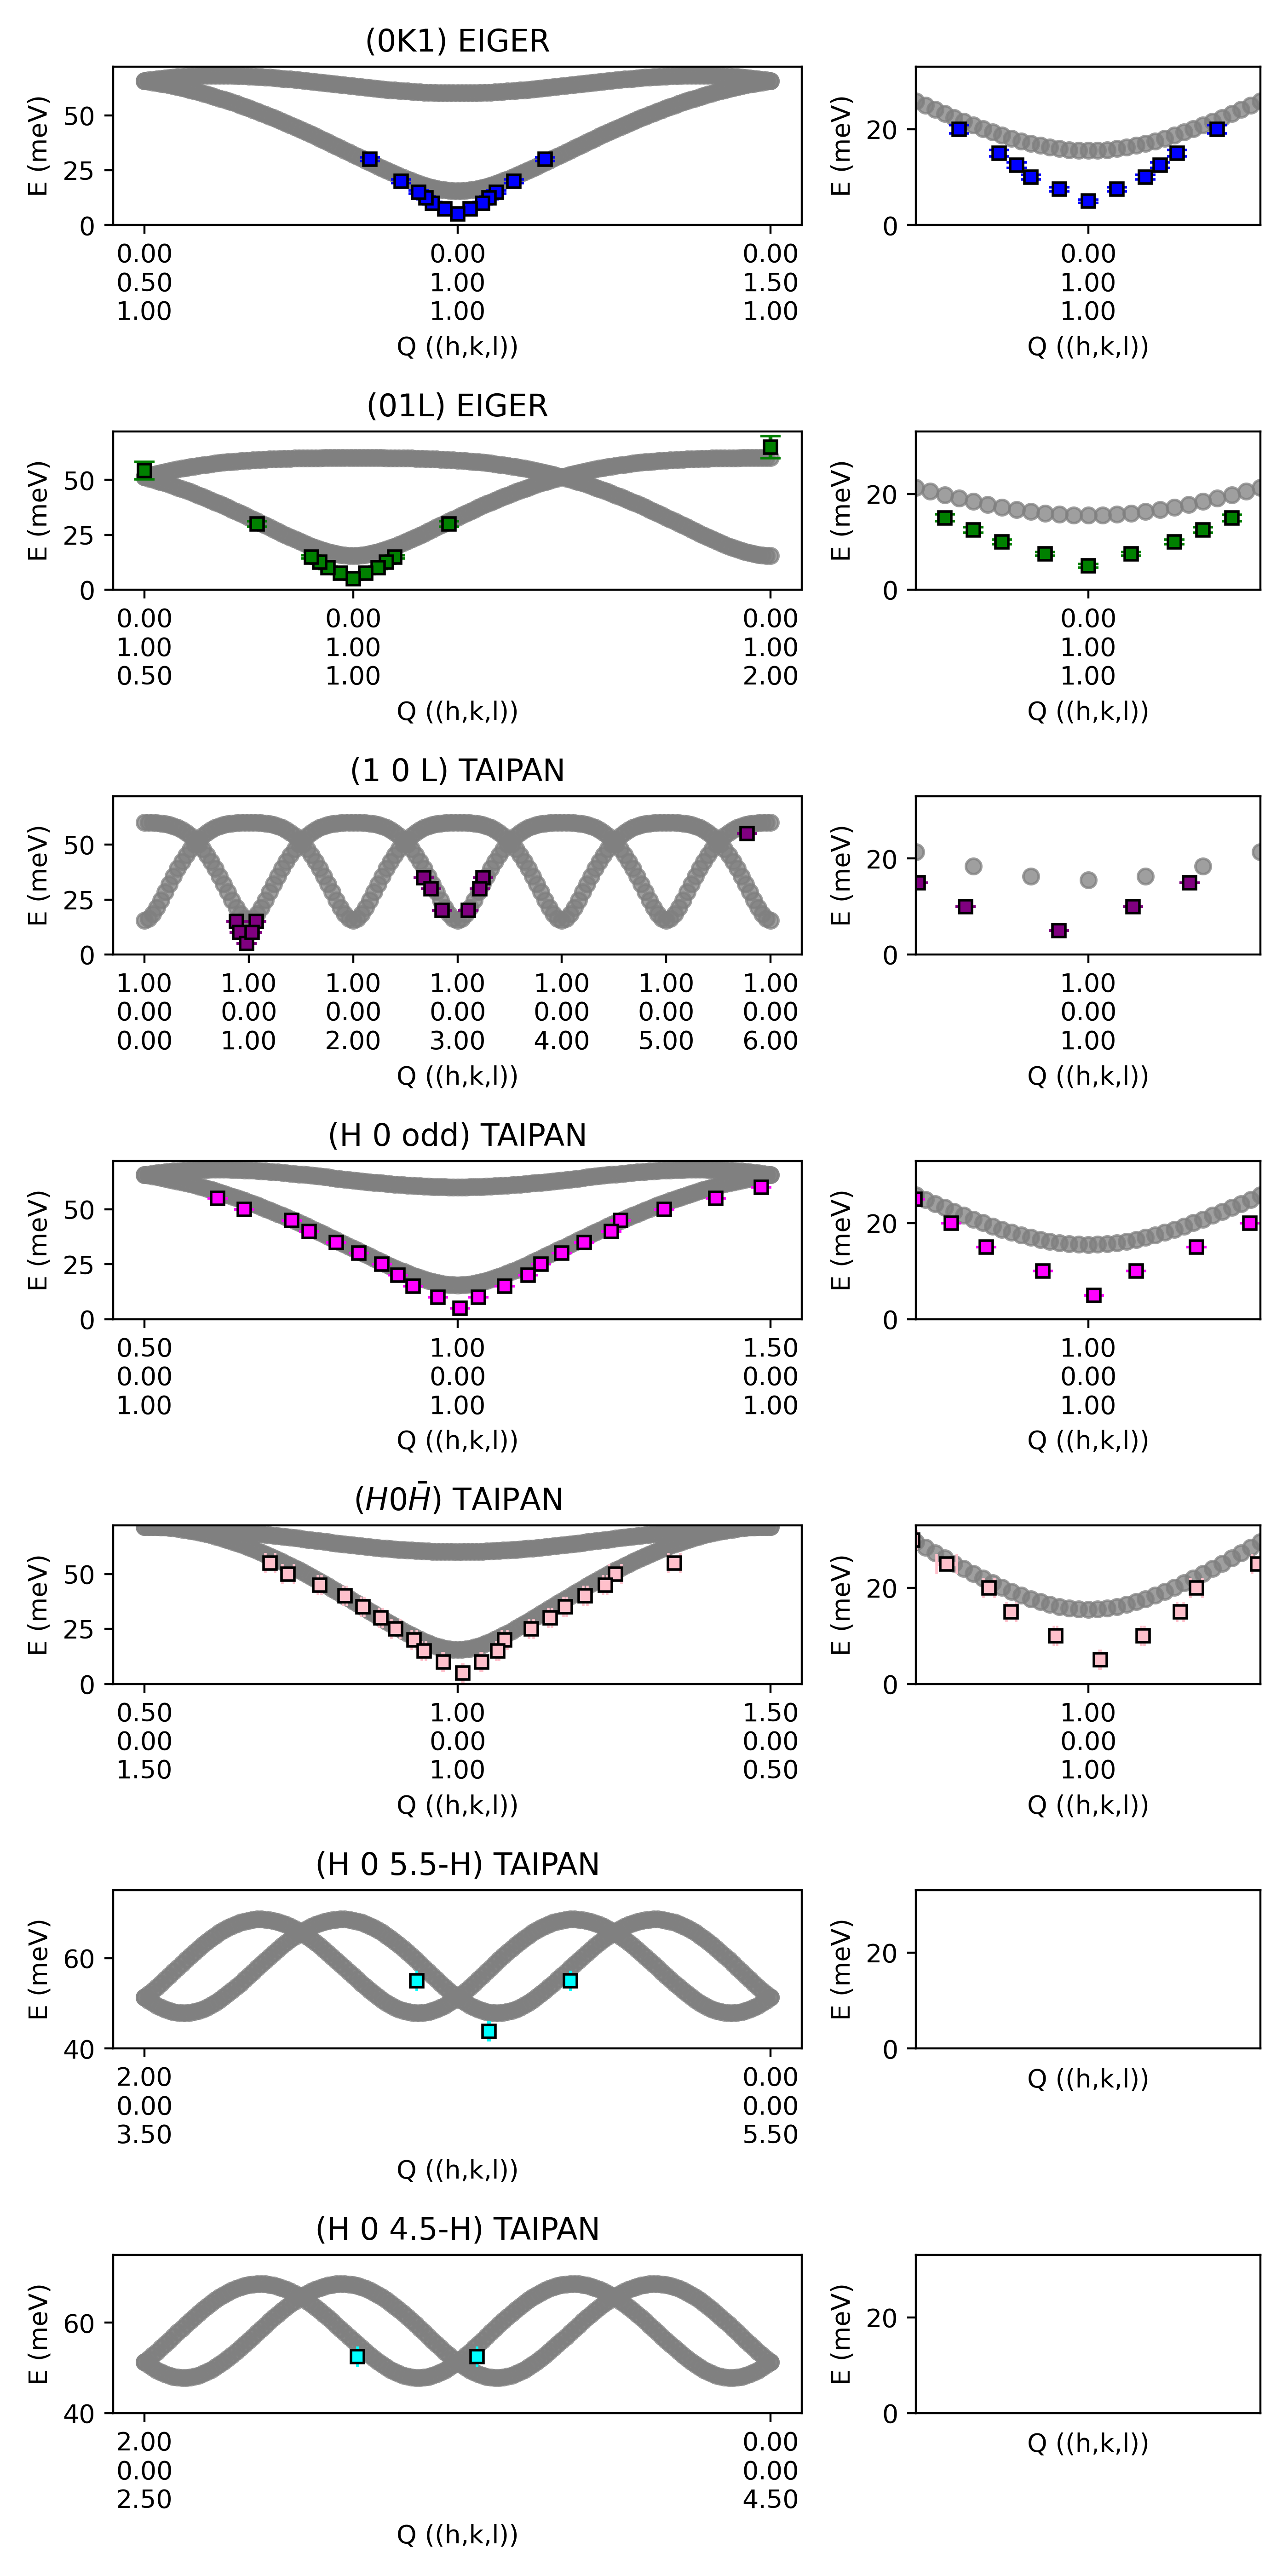 (0K1) EIGER
E (meV)
50
25
0
0.00 0.00 0.00
0.50 1.00 1.50
1.00 1.00 1.00
Q ((h,k,l))
E (meV)
20
0
0.00
1.00
1.00
Q ((h,k,l))
(01L) EIGER
E (meV)
50
25
0
0.00 0.00 0.00
1.00 1.00 1.00
0.50 1.00 2.00
Q ((h,k,l))
E (meV)
20
0
0.00
1.00
1.00
Q ((h,k,l))
(1 0 L) TAIPAN
E (meV)
50
25
0
1.00 1.00 1.00 1.00 1.00 1.00 1.00
0.00 0.00 0.00 0.00 0.00 0.00 0.00
0.00 1.00 2.00 3.00 4.00 5.00 6.00
Q ((h,k,l))
E (meV)
20
0
1.00
0.00
1.00
Q ((h,k,l))
(H 0 odd) TAIPAN
E (meV)
50
25
0
0.50 1.00 1.50
0.00 0.00 0.00
1.00 1.00 1.00
Q ((h,k,l))
E (meV)
20
0
1.00
0.00
1.00
Q ((h,k,l))
(H0H̄) TAIPAN
E (meV)
50
25
0
0.50 1.00 1.50
0.00 0.00 0.00
1.50 1.00 0.50
Q ((h,k,l))
E (meV)
20
0
1.00
0.00
1.00
Q ((h,k,l))
(H 0 5.5-H) TAIPAN
E (meV)
60
40
2.00 0.00
0.00 0.00
3.50 5.50
Q ((h,k,l))
E (meV)
20
0
Q ((h,k,l))
(H 0 4.5-H) TAIPAN
E (meV)
60
40
2.00 0.00
0.00 0.00
2.50 4.50
Q ((h,k,l))
E (meV)
20
0
Q ((h,k,l))